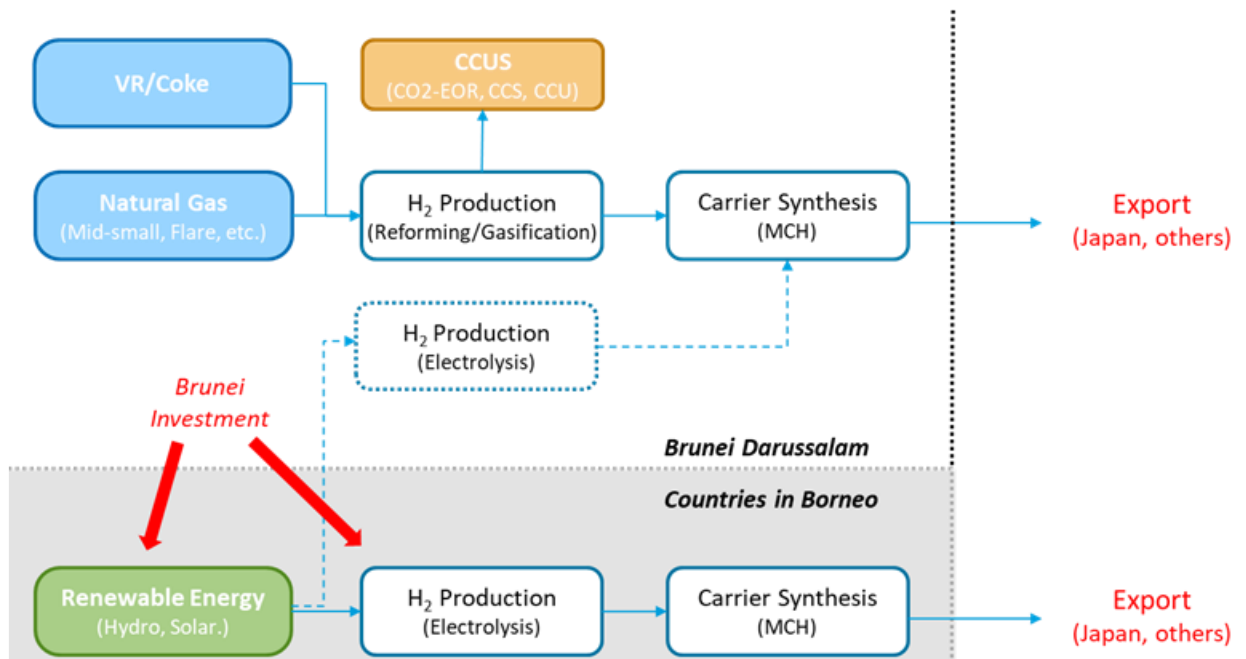 VR/Coke
CCUS
(CO2-EOR, CCS, CCU)
Natural Gas
(Mid-small, Flare, etc.)
H₂ Production
(Reforming/Gasification)
Carrier Synthesis
(MCH)
Export
(Japan, others)
H₂ Production
(Electrolysis)
Brunei
Investment
Brunei Darussalam
Countries in Borneo
Renewable Energy
(Hydro, Solar.)
H₂ Production
(Electrolysis)
Carrier Synthesis
(MCH)
Export
(Japan, others)